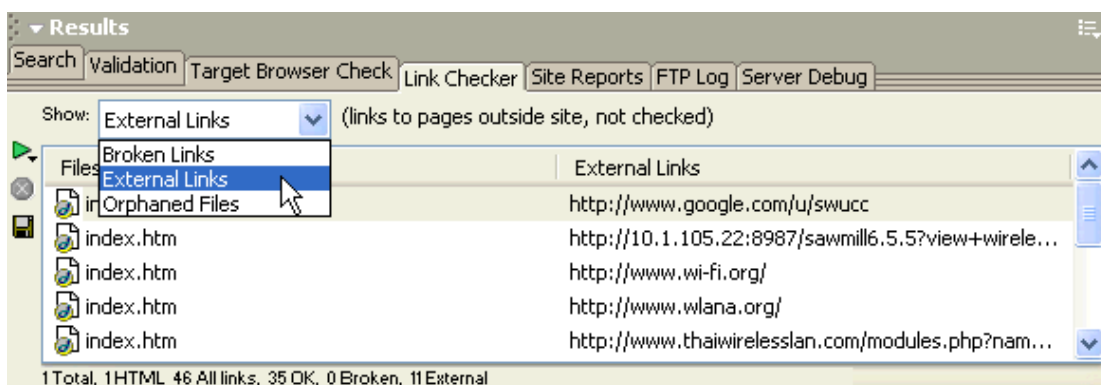 Results
Search Validation Target Browser Check Link Checker Site Reports FTP Log Server Debug
Show: External Links (links to pages outside site, not checked)
Broken Links
External Links
Orphaned Files
Files External Links
http://www.google.com/u/swucc
index.htm http://10.1.105.22:8987/sawmill6.5.5?view+wirele...
index.htm http://www.wi-fi.org/
index.htm http://www.wlana.org/
index.htm http://www.thaiwirelesslan.com/modules.php?nam...
1 Total, 1 HTML 46 All links, 35 OK, 0 Broken, 11 External